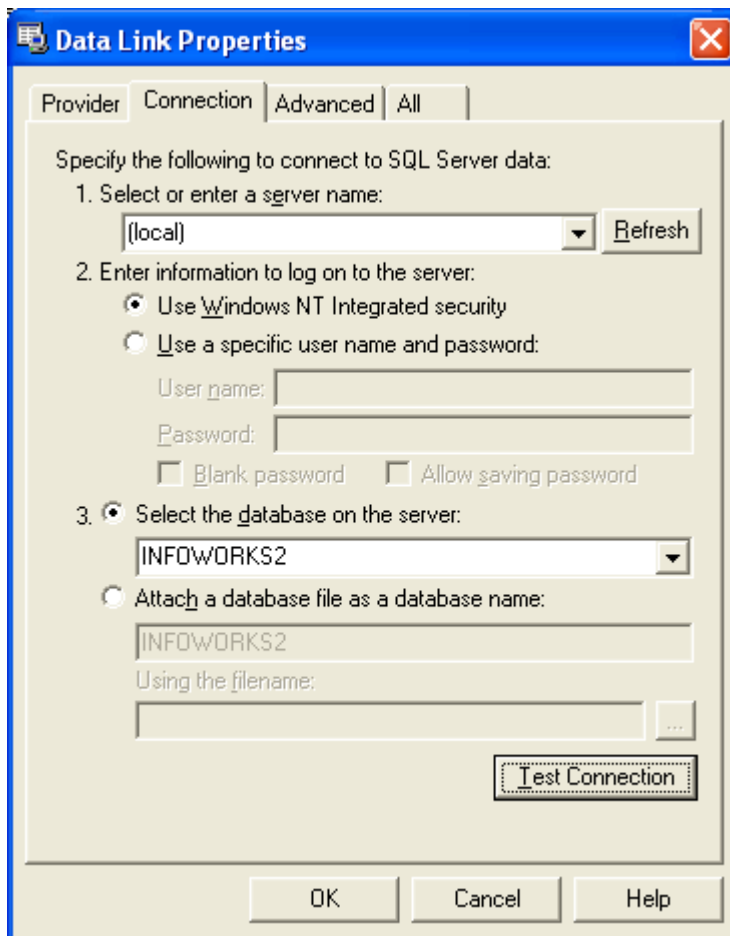 Data Link Properties
Provider Connection Advanced All
Specify the following to connect to SQL Server data:
1. Select or enter a server name:
(local) Refresh
2. Enter information to log on to the server:
Use Windows NT Integrated security
Use a specific user name and password:
User name:
Password:
Blank password Allow saving password
3. Select the database on the server:
INFOWORKS2
Attach a database file as a database name:
INFOWORKS2
Using the filename:
...
Test Connection
OK Cancel Help